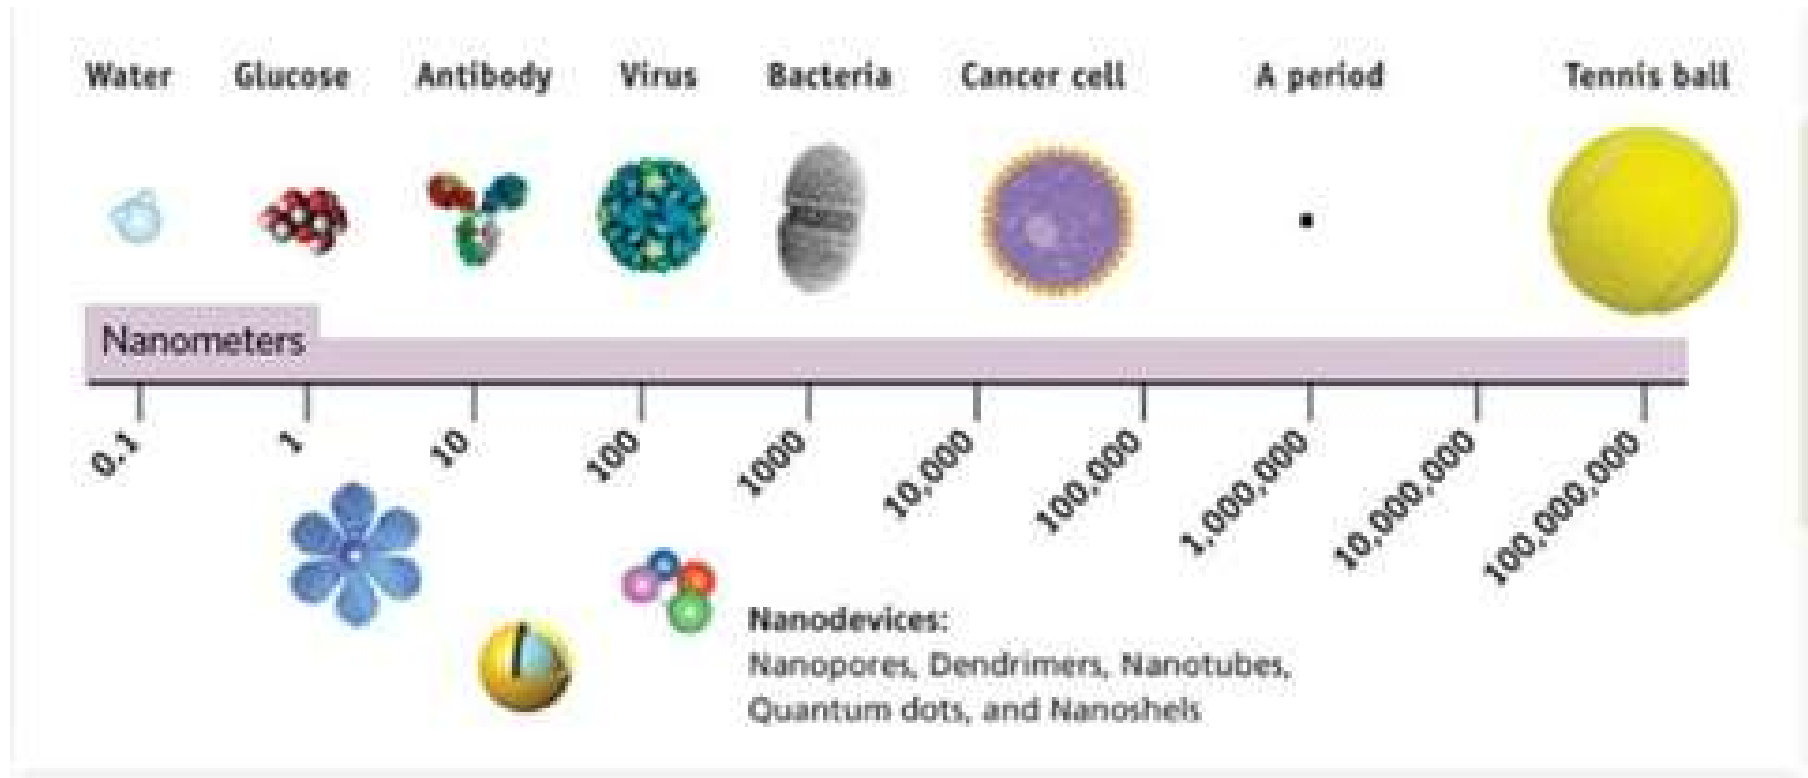 Water Glucose Antibody Virus Bacteria Cancer cell A period Tennis ball
Nanometers
0.1 1 10 100 1000 10,000 100,000 1,000,000 10,000,000 100,000,000
Nanodevices:
Nanopores, Dendrimers, Nanotubes,
Quantum dots, and Nanoshels